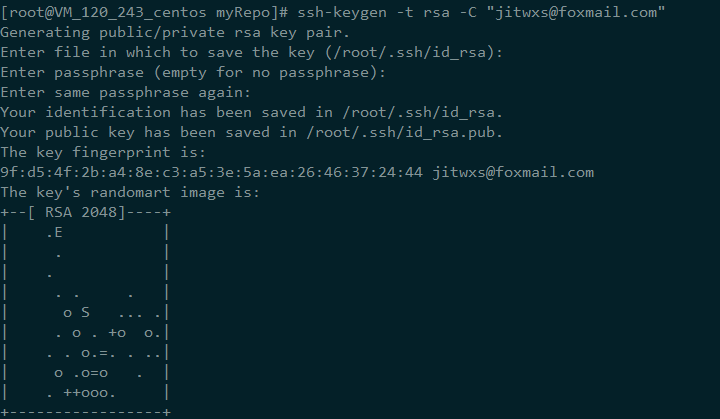 [root@VM_120_243_centos myRepo]# ssh-keygen -t rsa -C "jitwxs@foxmail.com"
Generating public/private rsa key pair.
Enter file in which to save the key (/root/.ssh/id_rsa):
Enter passphrase (empty for no passphrase):
Enter same passphrase again:
Your identification has been saved in /root/.ssh/id_rsa.
Your public key has been saved in /root/.ssh/id_rsa.pub.
The key fingerprint is:
9f:d5:4f:2b:a4:8e:c3:a5:3e:5a:ea:26:46:37:24:44 jitwxs@foxmail.com
The key's randomart image is:
+--[ RSA 2048]----+
|    .E           |
|     .           |
|    .            |
|     . .     .   |
|      o S   ... .|
|     . o . +o  o.|
|    . . o.=. . ..|
|     o .o=o   .  |
|    . ++ooo.     |
+-----------------+